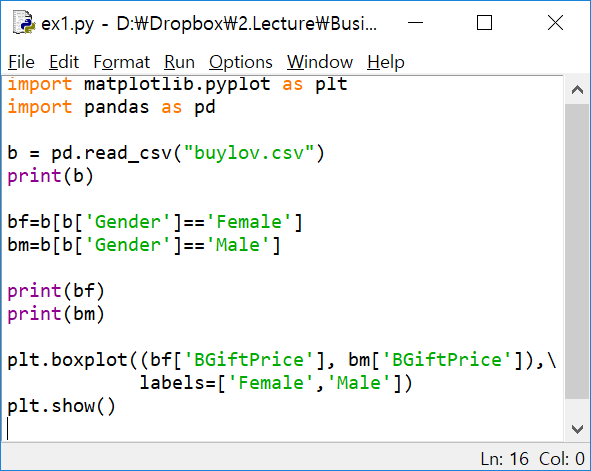 ex1.py - D:₩Dropbox₩2.Lecture₩Busi...
File Edit Format Run Options Window Help
import matplotlib.pyplot as plt
import pandas as pd
b = pd.read_csv("buylov.csv")
print(b)
bf=b[b['Gender']=='Female']
bm=b[b['Gender']=='Male']
print(bf)
print(bm)
plt.boxplot((bf['BGiftPrice'], bm['BGiftPrice']),\
labels=['Female','Male'])
plt.show()
Ln: 16 Col: 0